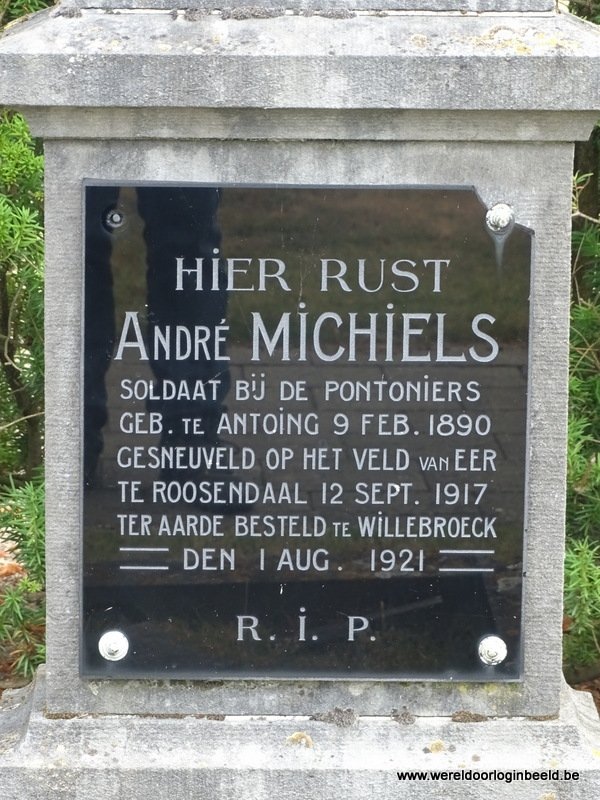 HIER RUST
ANDRÉ MICHIELS
SOLDAAT BIJ DE PONTONIERS
GEB. TE ANTOING 9 FEB. 1890
GESNEUVELD OP HET VELD VAN EER
TE ROOSENDAAL 12 SEPT. 1917
TER AARDE BESTELD TE WILLEBROECK
DEN 1 AUG. 1921
R. I. P.
www.wereldoorloginbeeld.be